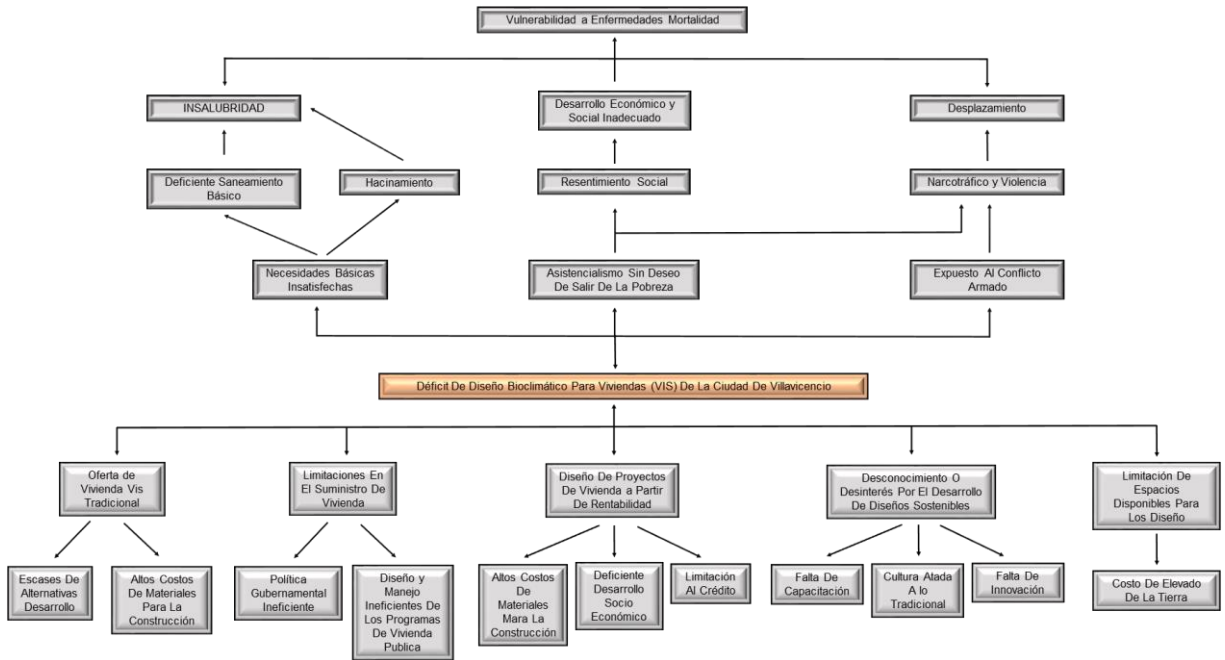 Vulnerabilidad a Enfermedades Mortalidad
INSALUBRIDAD
Desarrollo Económico y
Social Inadecuado
Desplazamiento
Deficiente Saneamiento
Básico
Hacinamiento
Resentimiento Social
Narcotráfico y Violencia
Necesidades Básicas
Insatisfechas
Asistencialismo Sin Deseo
De Salir De La Pobreza
Expuesto Al Conflicto
Armado
Déficit De Diseño Bioclimático Para Viviendas (VIS) De La Ciudad De Villavicencio
Oferta de
Vivienda Vis
Tradicional
Limitaciones En
El Suministro De
Vivienda
Diseño De Proyectos
De Vivienda a Partir
De Rentabilidad
Desconocimiento O
Desinterés Por El Desarrollo
De Diseños Sostenibles
Limitación De
Espacios
Disponibles Para
Los Diseño
Escases De
Alternativas
Desarrollo
Altos Costos
De Materiales
Para La
Construcción
Política
Gubernamental
Ineficiente
Diseño y
Manejo
Ineficientes De
Los Programas
De Vivienda
Publica
Altos Costos
De
Materiales
Mara La
Construcción
Deficiente
Desarrollo
Socio
Económico
Limitación
Al Crédito
Falta De
Capacitación
Cultura Atada
A lo
Tradicional
Falta De
Innovación
Costo De Elevado
De La Tierra